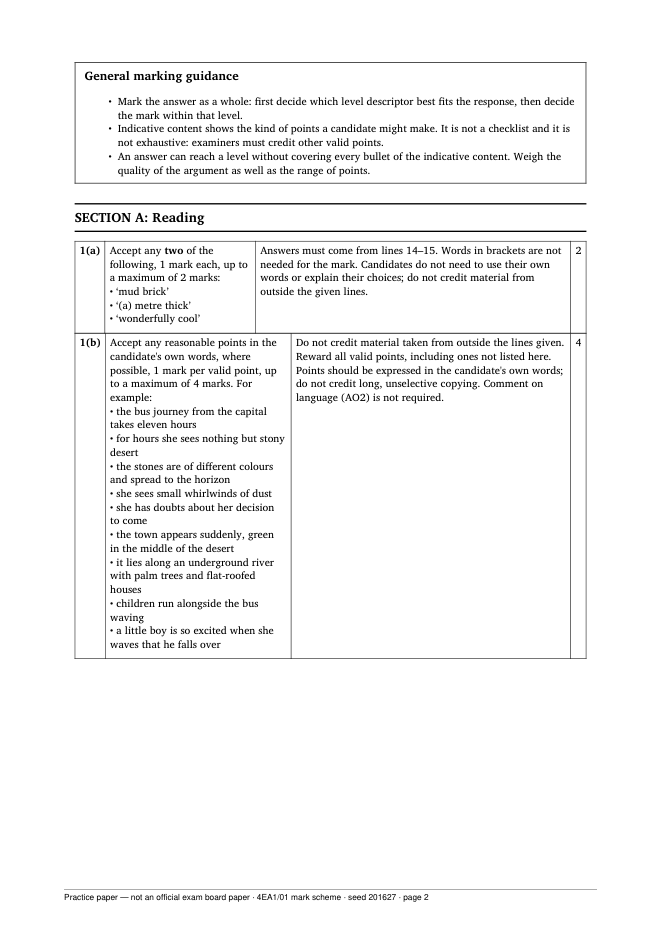 General marking guidance
• Mark the answer as a whole: first decide which level descriptor best fits the response, then decide
the mark within that level.
• Indicative content shows the kind of points a candidate might make. It is not a checklist and it is
not exhaustive: examiners must credit other valid points.
• An answer can reach a level without covering every bullet of the indicative content. Weigh the
quality of the argument as well as the range of points.
SECTION A: Reading
1(a)
Accept any two of the
following, 1 mark each, up to
a maximum of 2 marks:
• ‘mud brick’
• ‘(a) metre thick’
• ‘wonderfully cool’
Answers must come from lines 14–15. Words in brackets are not
needed for the mark. Candidates do not need to use their own
words or explain their choices; do not credit material from
outside the given lines.
2
1(b)
Accept any reasonable points in the
candidate's own words, where
possible, 1 mark per valid point, up
to a maximum of 4 marks. For
example:
• the bus journey from the capital
takes eleven hours
• for hours she sees nothing but stony
desert
• the stones are of different colours
and spread to the horizon
• she sees small whirlwinds of dust
• she has doubts about her decision
to come
• the town appears suddenly, green
in the middle of the desert
• it lies along an underground river
with palm trees and flat-roofed
houses
• children run alongside the bus
waving
• a little boy is so excited when she
waves that he falls over
Do not credit material taken from outside the lines given.
Reward all valid points, including ones not listed here.
Points should be expressed in the candidate's own words;
do not credit long, unselective copying. Comment on
language (AO2) is not required.
4
Practice paper — not an official exam board paper · 4EA1/01 mark scheme · seed 201627 · page 2